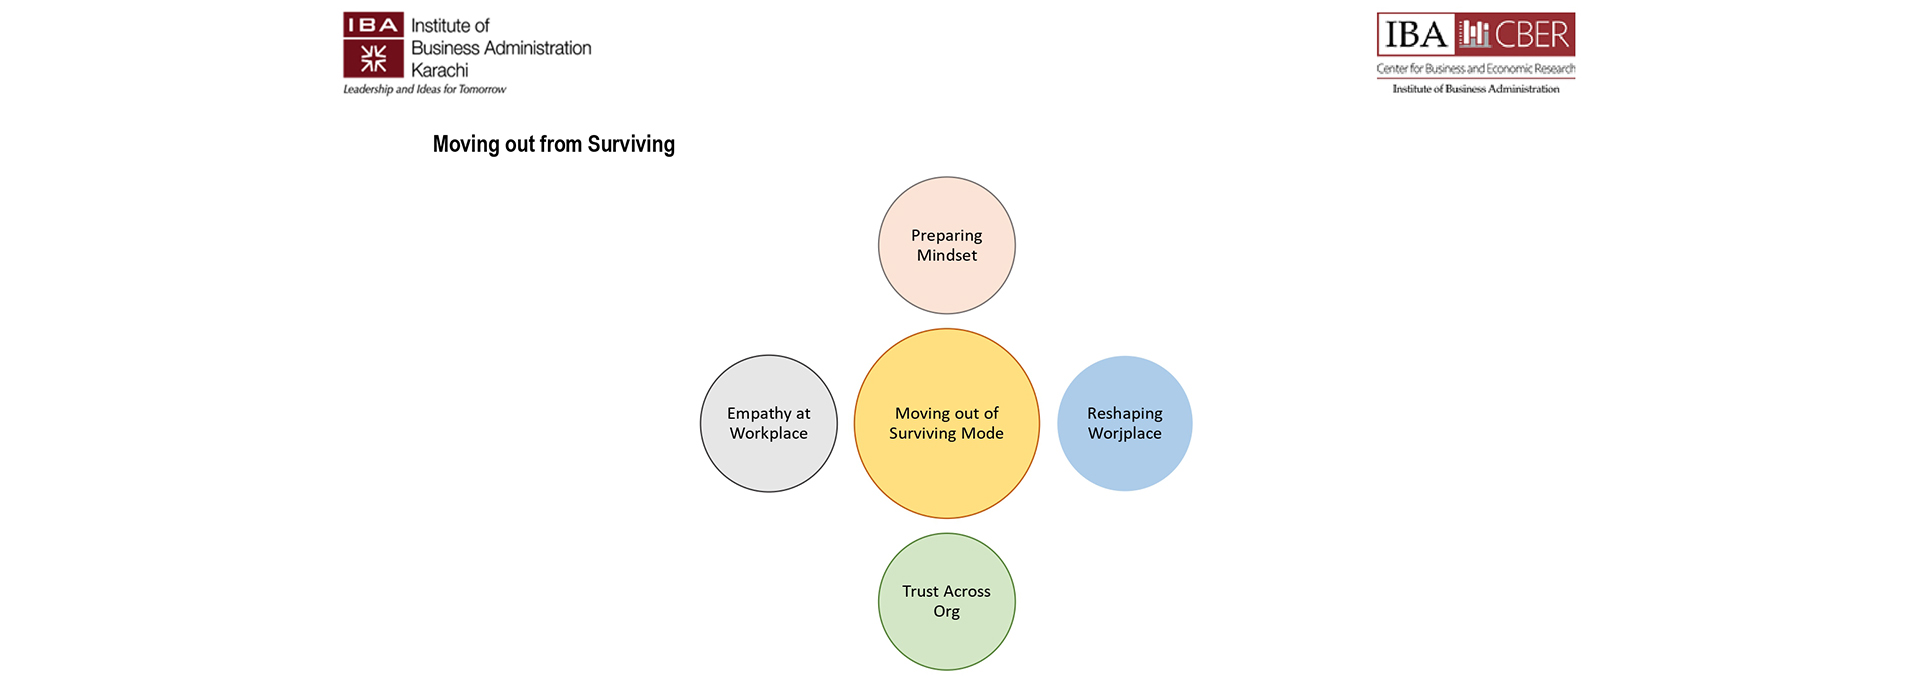 IBA
Institute of
Business Administration
Karachi
Leadership and Ideas for Tomorrow
IBA CBER
Center for Business and Economic Research
Institute of Business Administration
Moving out from Surviving
Preparing
Mindset
Empathy at
Workplace
Moving out of
Surviving Mode
Reshaping
Worjplace
Trust Across
Org